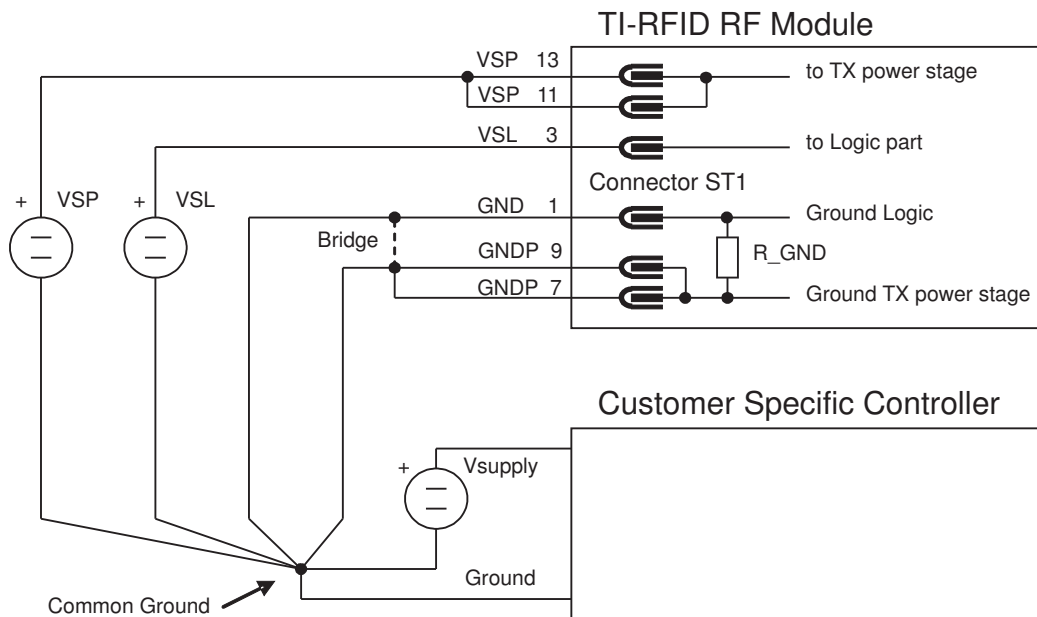 TI-RFID RF Module
VSP 13
to TX power stage
VSP 11
VSL 3
to Logic part
Connector ST1
+ VSP
+ VSL
GND 1
Ground Logic
Bridge
R_GND
GNDP 9
GNDP 7
Ground TX power stage
Customer Specific Controller
+ Vsupply
Ground
Common Ground